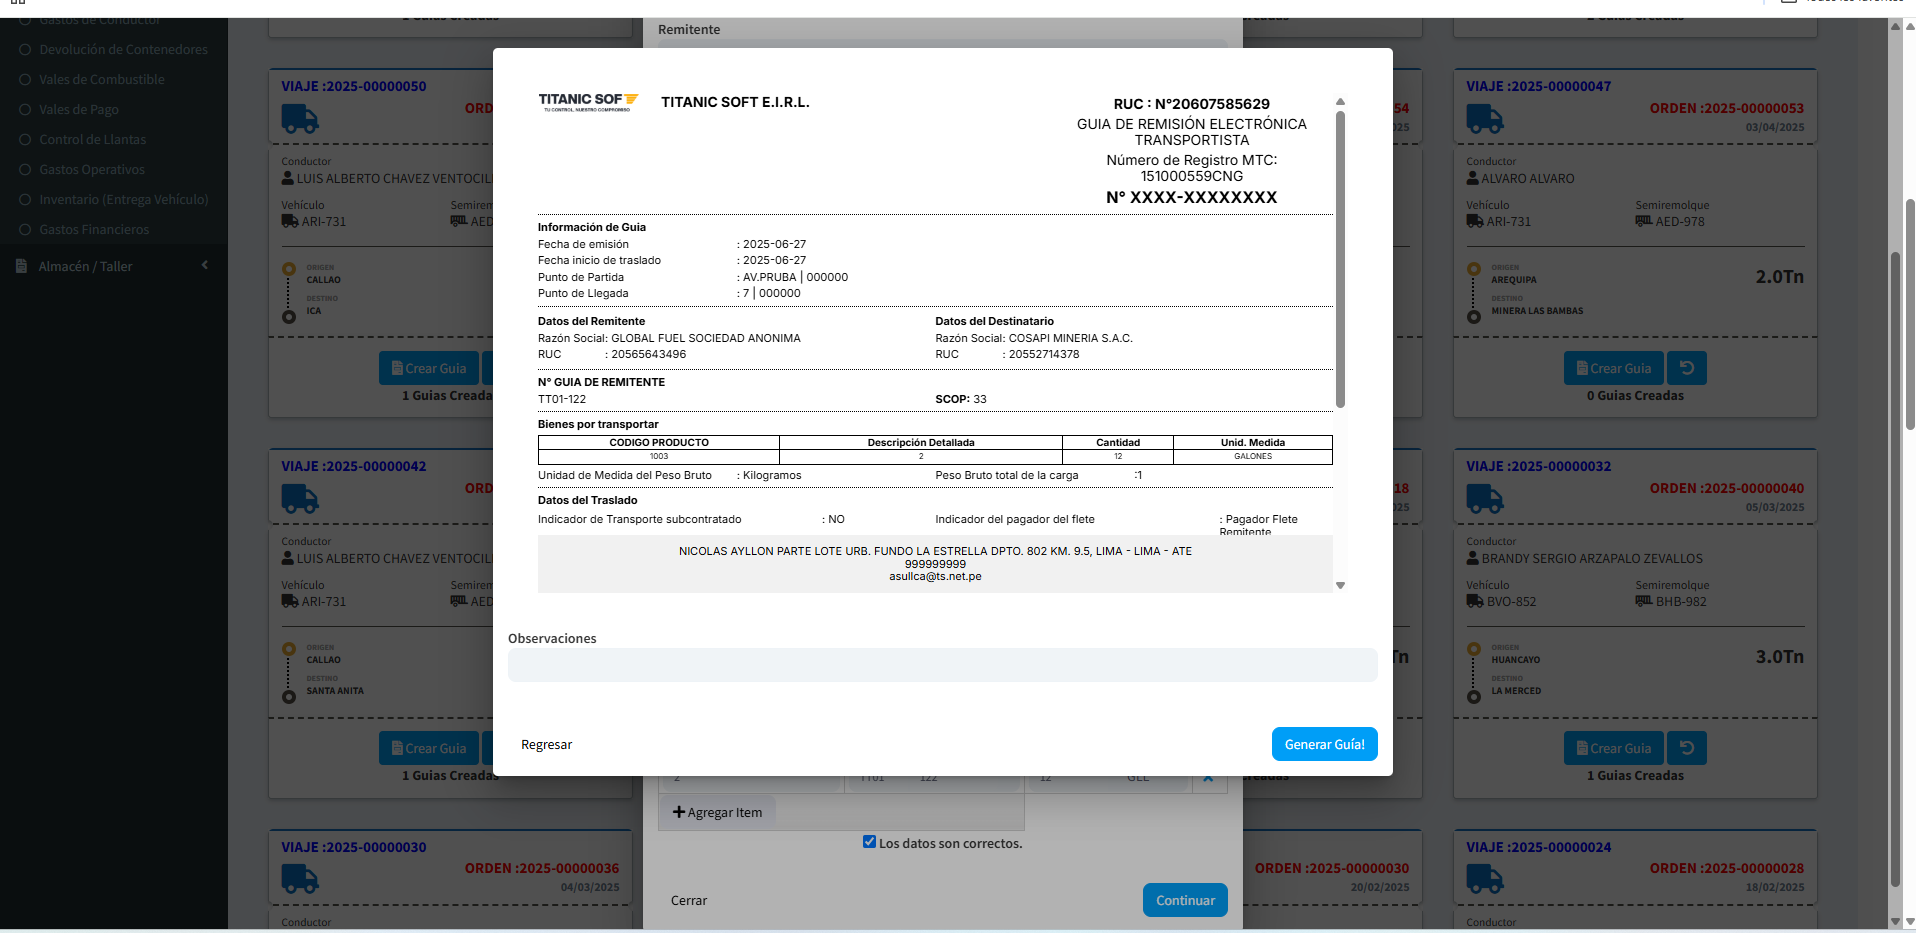 Remitente
Devolución de Contenedores
Vales de Combustible
Vales de Pago
Control de Llantas
Gastos Operativos
Inventario (Entrega Vehículo)
Gastos Financieros
Almacén / Taller
VIAJE :2025-00000050
Conductor
LUIS ALBERTO CHAVEZ
Vehículo
ARI-731
ORIGEN
CALLAO
DESTINO
ICA
Crear Guia
1 Guias
VIAJE :2025-00000042
Conductor
LUIS ALBERTO CHAVEZ
Vehículo
ARI-731
ORIGEN
CALLAO
DESTINO
SANTA ANITA
Crear Guia
1 Guias
VIAJE :2025-00000030
ORDEN :2025-00000036
04/03/2025
Conductor
TITANIC SOF
TU CONTROL, NUESTRO COMPROMISO
TITANIC SOFT E.I.R.L.
RUC : N°20607585629
GUIA DE REMISIÓN ELECTRÓNICA
TRANSPORTISTA
Número de Registro MTC:
151000559CNG
N° XXXX-XXXXXXXX
Información de Guia
Fecha de emisión : 2025-06-27
Fecha inicio de traslado : 2025-06-27
Punto de Partida : AV.PRUBA | 000000
Punto de Llegada : 7 | 000000
Datos del Remitente Datos del Destinatario
Razón Social: GLOBAL FUEL SOCIEDAD ANONIMA Razón Social: COSAPI MINERIA S.A.C.
RUC : 20565643496 RUC : 20552714378
N° GUIA DE REMITENTE
TT01-122 SCOP: 33
Bienes por transportar
CODIGO PRODUCTO Descripción Detallada Cantidad Unid. Medida
1003 2 12 GALONES
Unidad de Medida del Peso Bruto : Kilogramos Peso Bruto total de la carga :1
Datos del Traslado
Indicador de Transporte subcontratado : NO Indicador del pagador del flete : Pagador Flete
Remitente
NICOLAS AYLLON PARTE LOTE URB. FUNDO LA ESTRELLA DPTO. 802 KM. 9.5, LIMA - LIMA - ATE
999999999
asullca@ts.net.pe
Observaciones
Regresar Generar Guía!
Agregar Item
Los datos son correctos.
Cerrar Continuar
ORDEN :2025-00000030
20/02/2025
VIAJE :2025-00000047
ORDEN :2025-00000053
03/04/2025
Conductor
ALVARO ALVARO
Vehículo Semiremolque
ARI-731 AED-978
ORIGEN
AREQUIPA 2.0Tn
DESTINO
MINERA LAS BAMBAS
Crear Guia
0 Guias Creadas
VIAJE :2025-00000032
ORDEN :2025-00000040
05/03/2025
Conductor
BRANDY SERGIO ARZAPALO ZEVALLOS
Vehículo Semiremolque
BVO-852 BHB-982
ORIGEN
HUANCAYO 3.0Tn
DESTINO
LA MERCED
Crear Guia
1 Guias Creadas
VIAJE :2025-00000024
ORDEN :2025-00000028
18/02/2025
Conductor